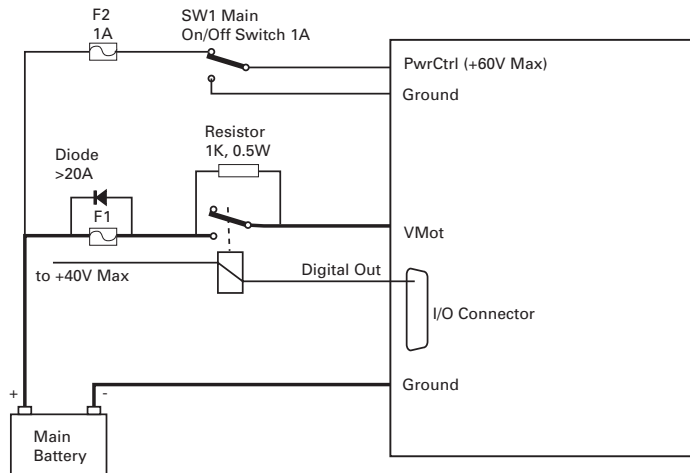 F2
1A
SW1 Main
On/Off Switch 1A
PwrCtrl (+60V Max)
Ground
Resistor
1K, 0.5W
Diode
>20A
F1
VMot
to +40V Max
Digital Out
I/O Connector
Ground
+
-
Main
Battery